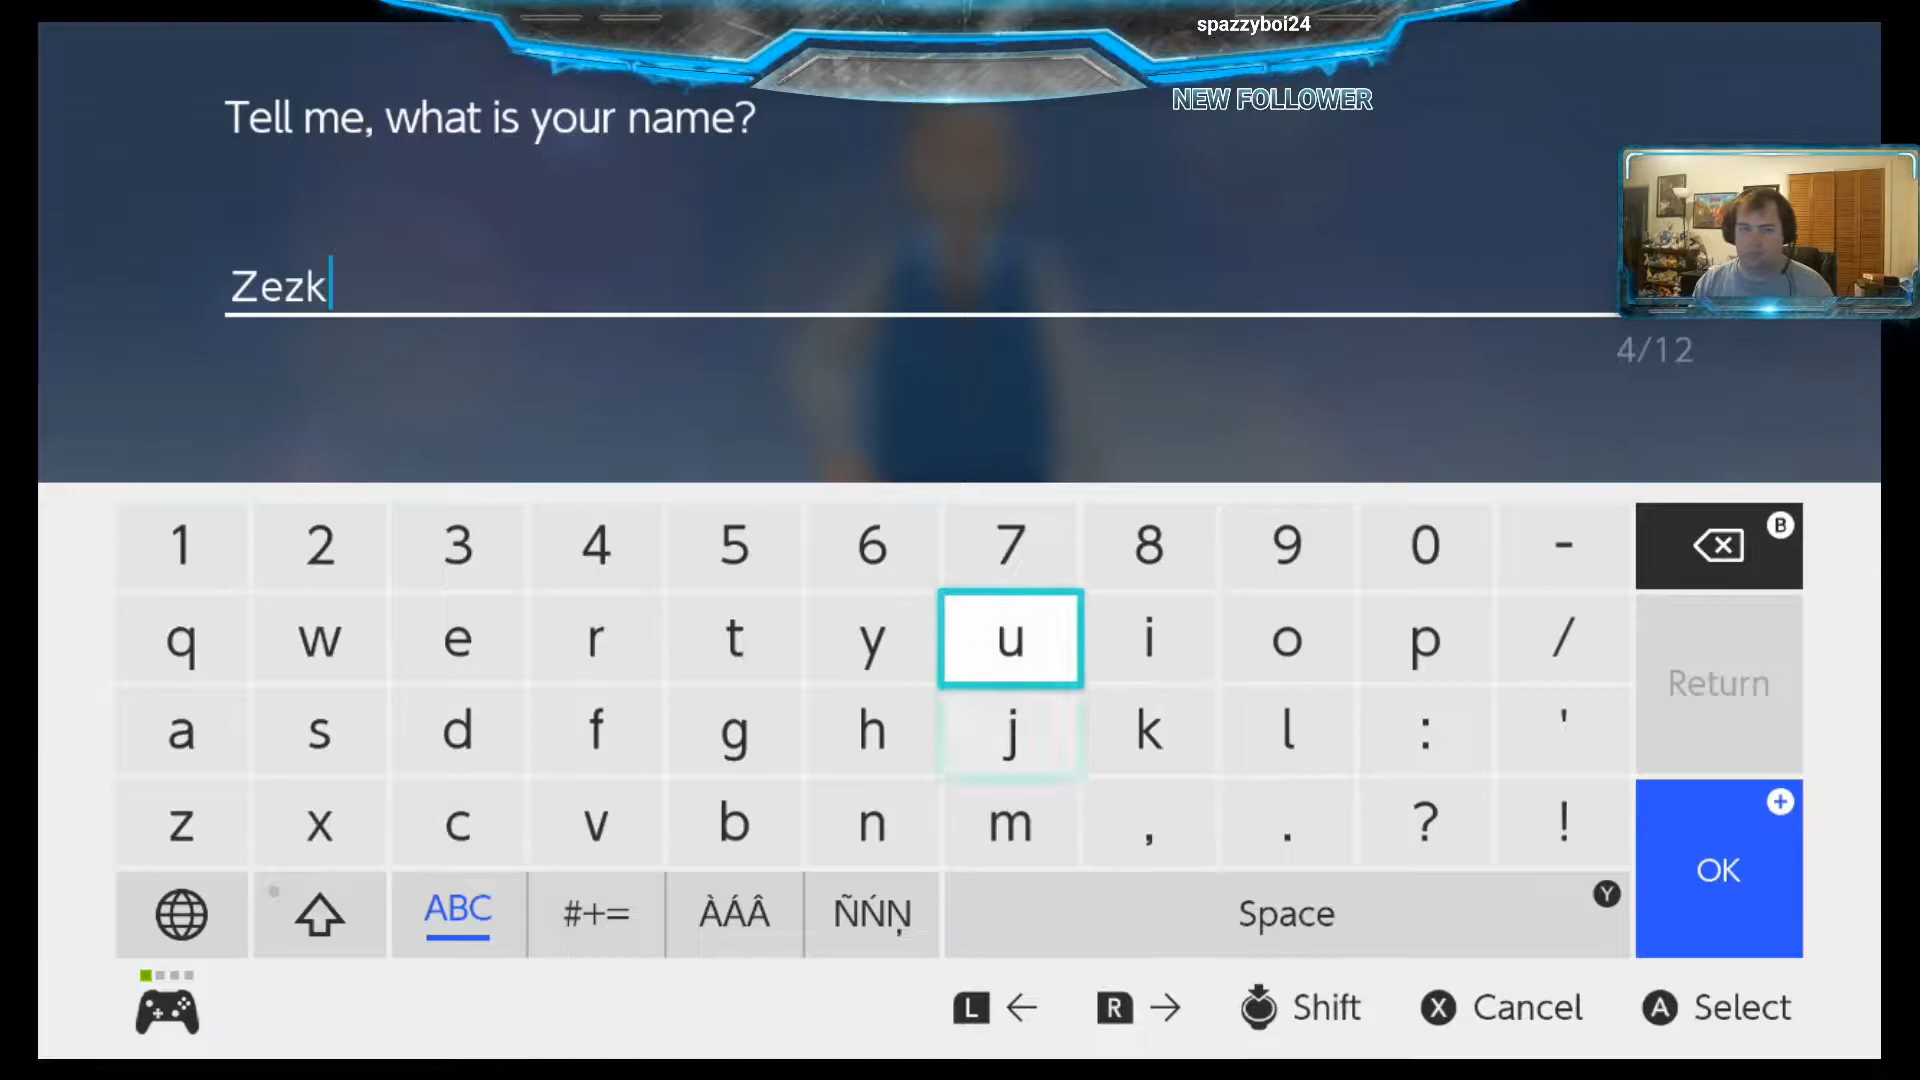 spazzyboi24
NEW FOLLOWER
Tell me, what is your name?
Zezk
4/12
1 2 3 4 5 6 7 8 9 0 - B
q w e r t y u i o p /
Return
a s d f g h j k l : '
z x c v b n m , . ? ! +
OK
ABC #+= ÀÁÂ ÑŃŅ Space Y
L ← R → Shift X Cancel A Select